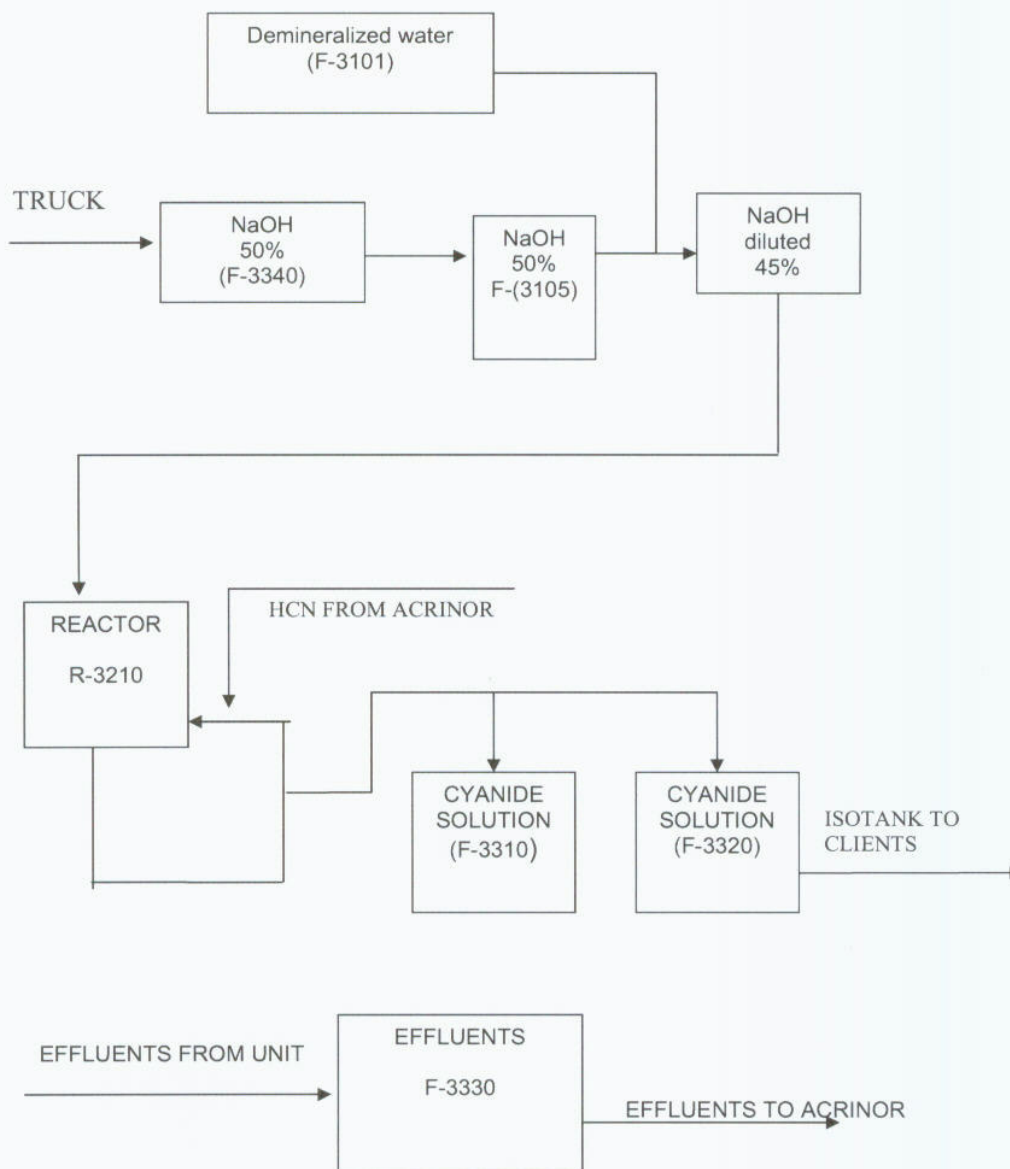 Demineralized water
(F-3101)
TRUCK
NaOH
50%
(F-3340)
NaOH
50%
F-(3105)
NaOH
diluted
45%
REACTOR
R-3210
HCN FROM ACRINOR
CYANIDE
SOLUTION
(F-3310)
CYANIDE
SOLUTION
(F-3320)
ISOTANK TO
CLIENTS
EFFLUENTS FROM UNIT
EFFLUENTS
F-3330
EFFLUENTS TO ACRINOR